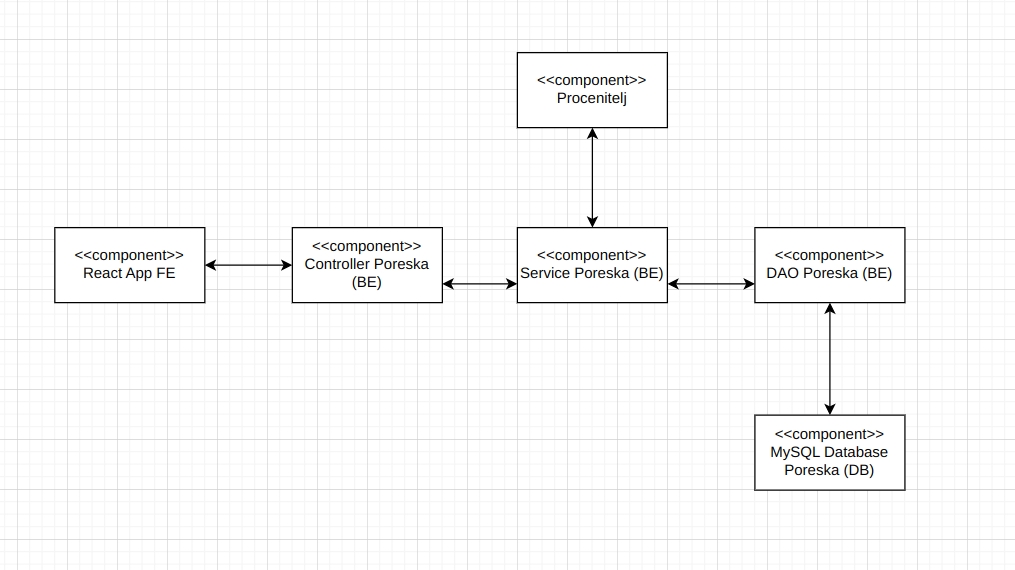 <<component>>
Procenitelj
<<component>>
React App FE
<<component>>
Controller Poreska
(BE)
<<component>>
Service Poreska (BE)
<<component>>
DAO Poreska (BE)
<<component>>
MySQL Database
Poreska (DB)